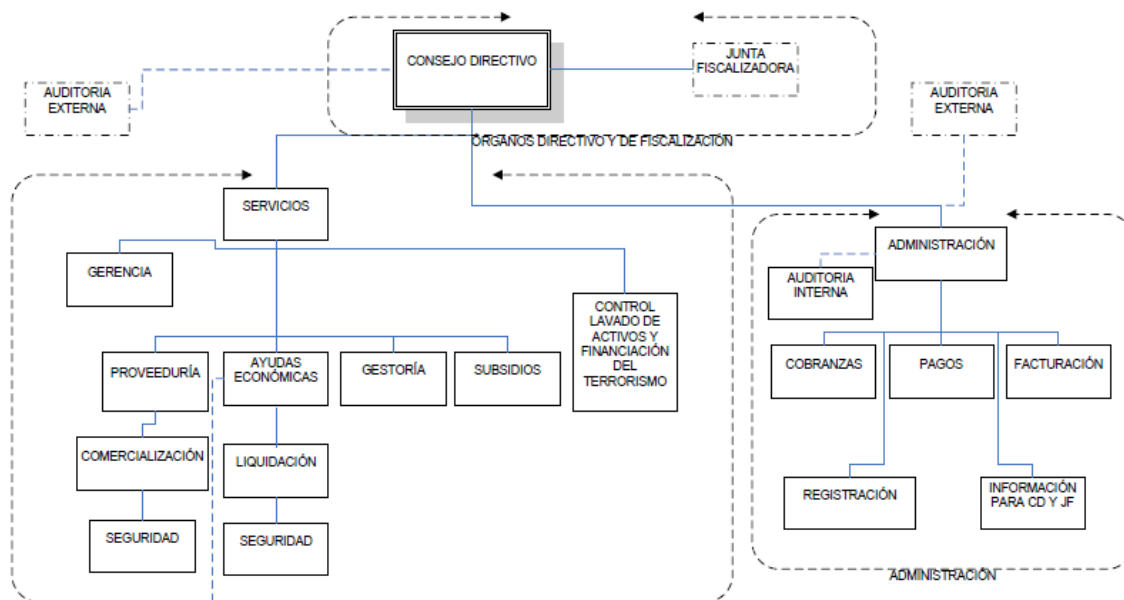 CONSEJO DIRECTIVO
JUNTA
FISCALIZADORA
AUDITORIA
EXTERNA
AUDITORIA
EXTERNA
ÓRGANOS DIRECTIVO Y DE FISCALIZACIÓN
SERVICIOS
ADMINISTRACIÓN
GERENCIA
AUDITORIA
INTERNA
CONTROL
LAVADO DE
ACTIVOS Y
FINANCIACIÓN
DEL
TERRORISMO
PROVEEDURÍA
AYUDAS
ECONÓMICAS
GESTORÍA
SUBSIDIOS
COBRANZAS
PAGOS
FACTURACIÓN
COMERCIALIZACIÓN
LIQUIDACIÓN
REGISTRACIÓN
INFORMACIÓN
PARA CD Y JF
SEGURIDAD
SEGURIDAD
ADMINISTRACIÓN